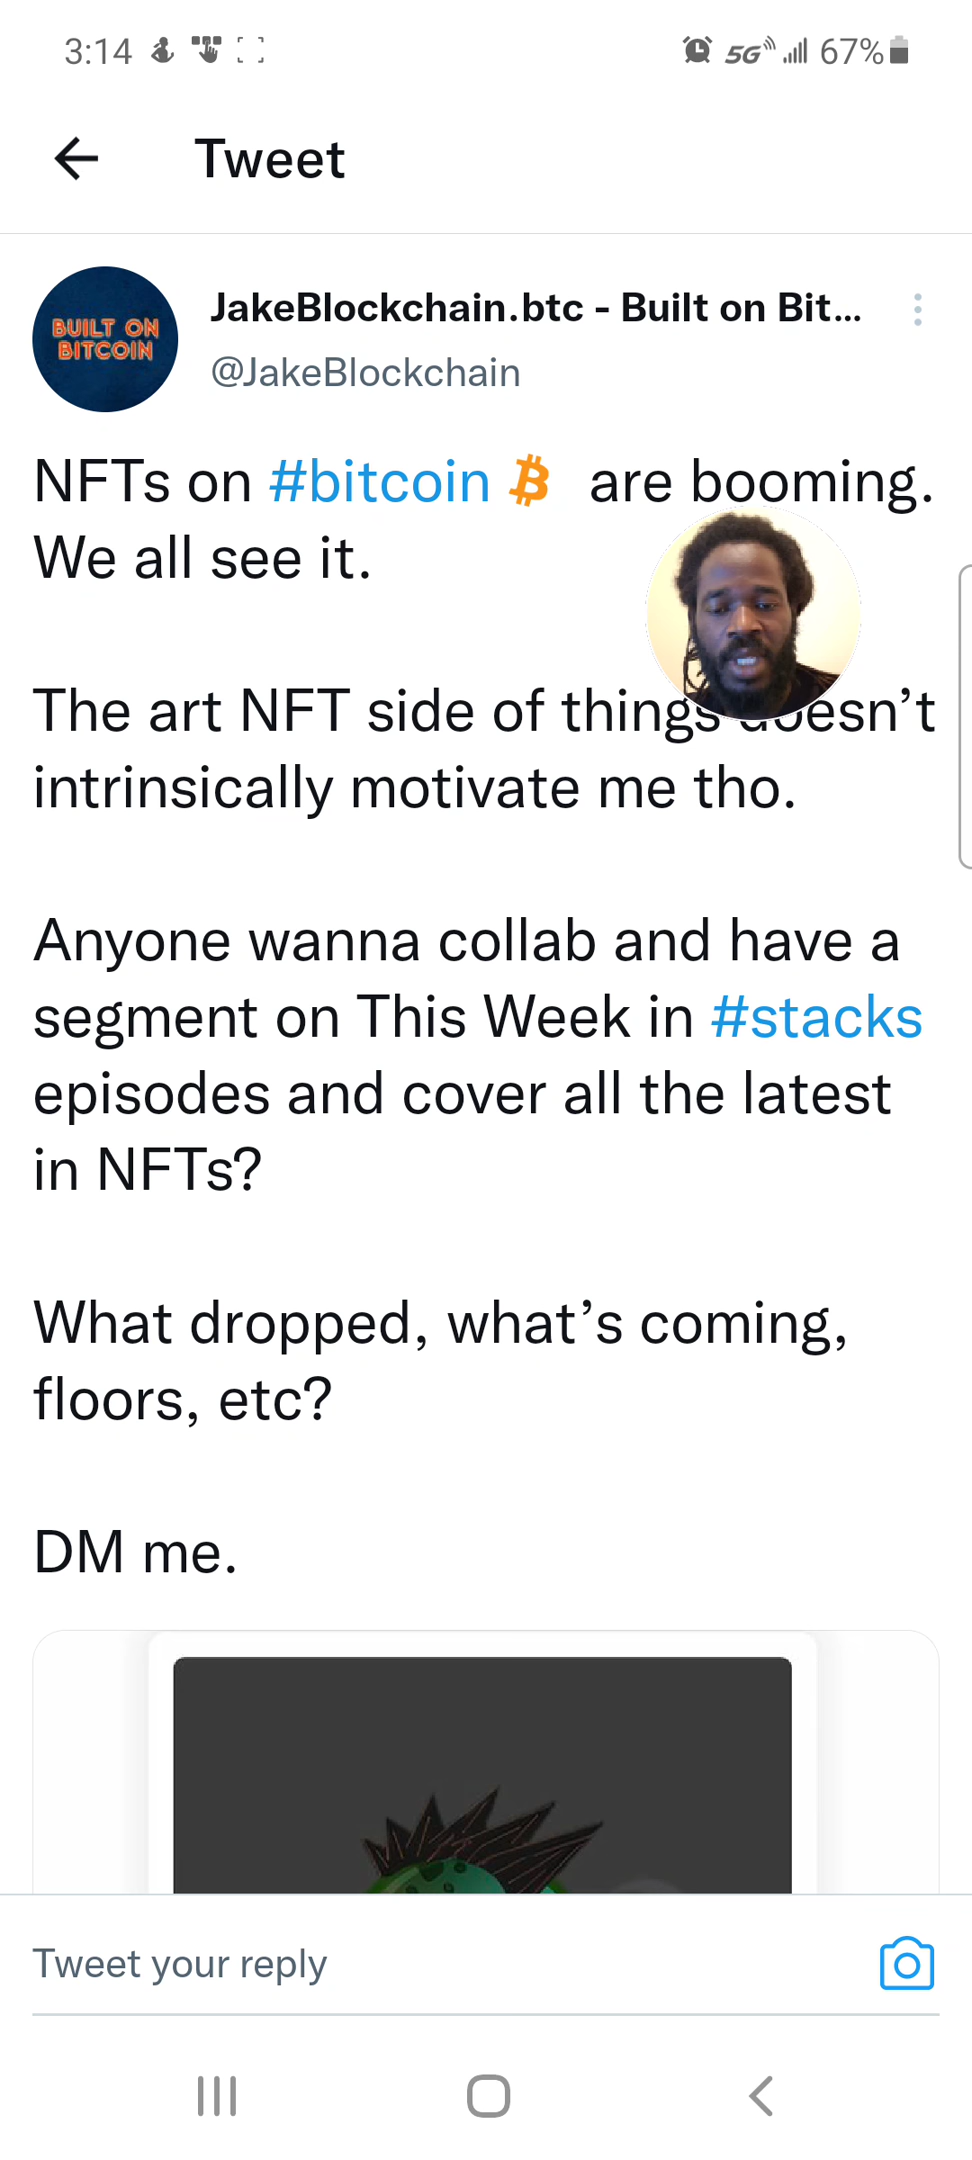 3:14
5G 67%
Tweet
BUILT ON
BITCOIN
JakeBlockchain.btc - Built on Bit...
@JakeBlockchain
NFTs on #bitcoin are booming.
We all see it.
The art NFT side of things doesn’t
intrinsically motivate me tho.
Anyone wanna collab and have a
segment on This Week in #stacks
episodes and cover all the latest
in NFTs?
What dropped, what’s coming,
floors, etc?
DM me.
Tweet your reply